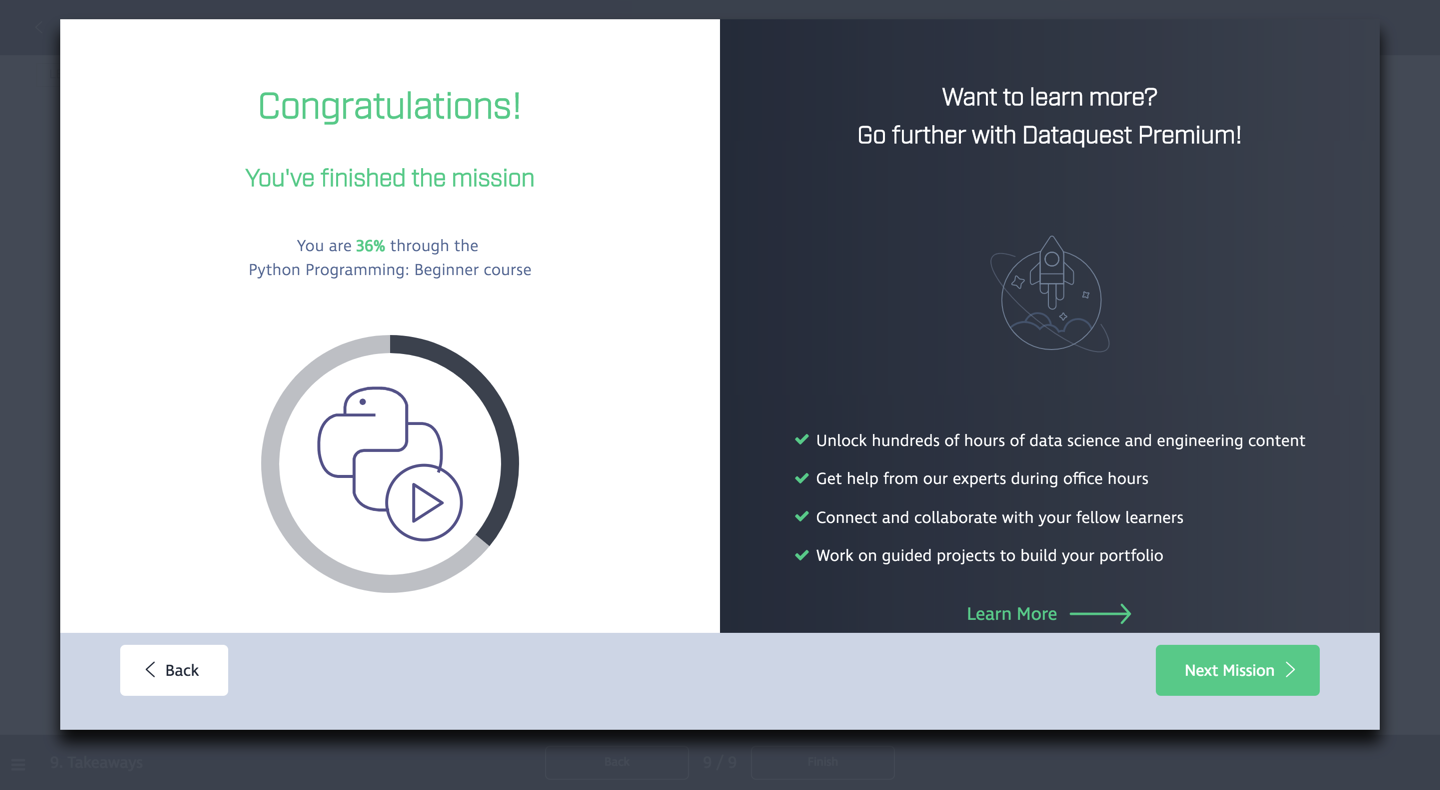 Congratulations!
You've finished the mission
You are 36% through the
Python Programming: Beginner course
Want to learn more?
Go further with Dataquest Premium!
Unlock hundreds of hours of data science and engineering content
Get help from our experts during office hours
Connect and collaborate with your fellow learners
Work on guided projects to build your portfolio
Learn More
Back
Next Mission
9. Takeaways
Back
9 / 9
Finish